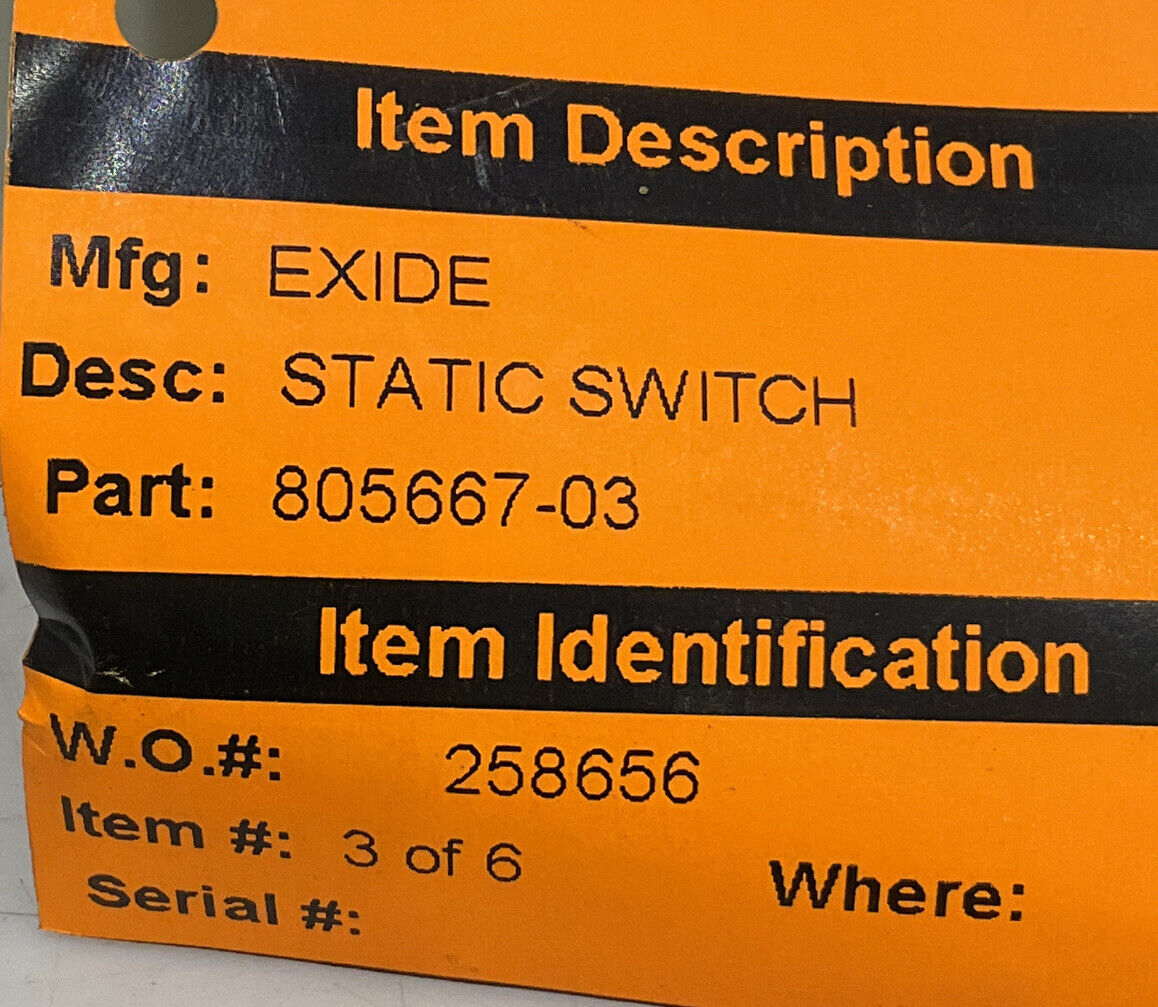 Item Description
Mfg: EXIDE
Desc: STATIC SWITCH
Part: 805667-03
Item Identification
W.O.#: 258656
Item #: 3 of 6
Where:
Serial #: